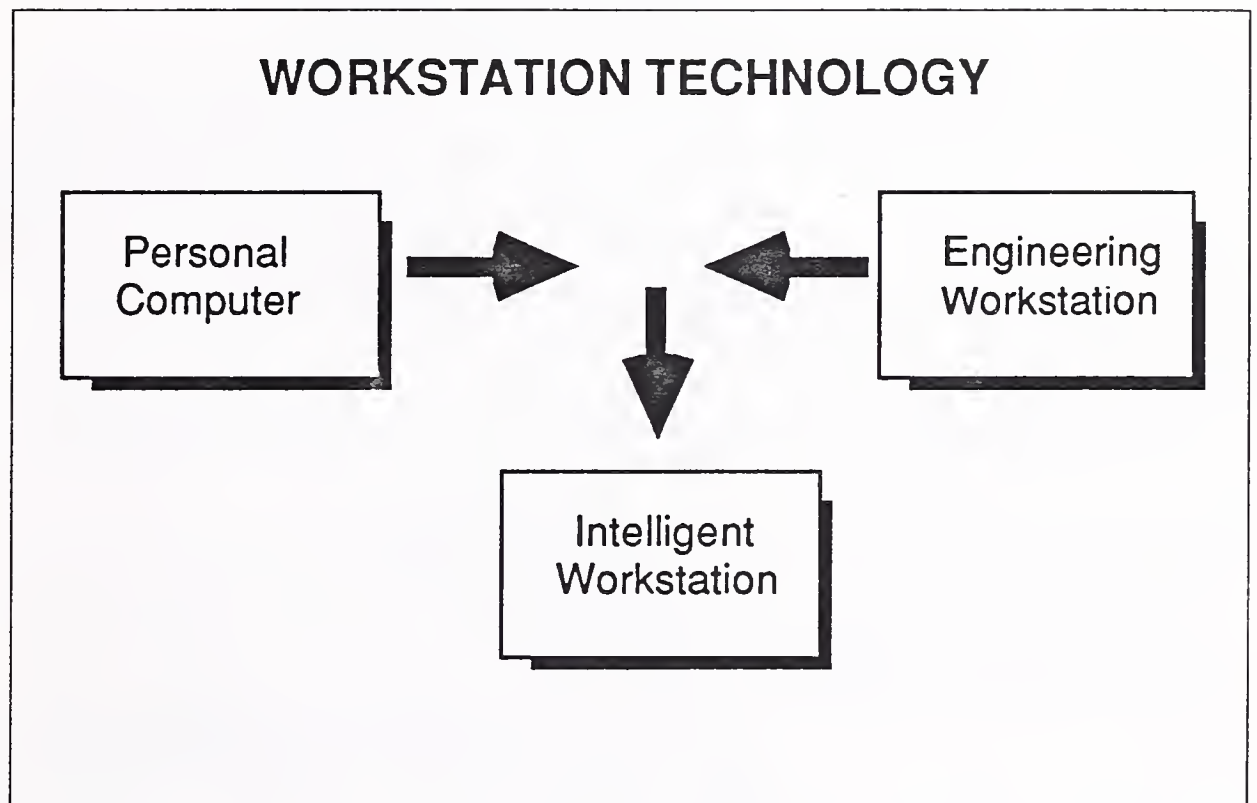 WORKSTATION TECHNOLOGY
Personal
Computer
Engineering
Workstation
Intelligent
Workstation